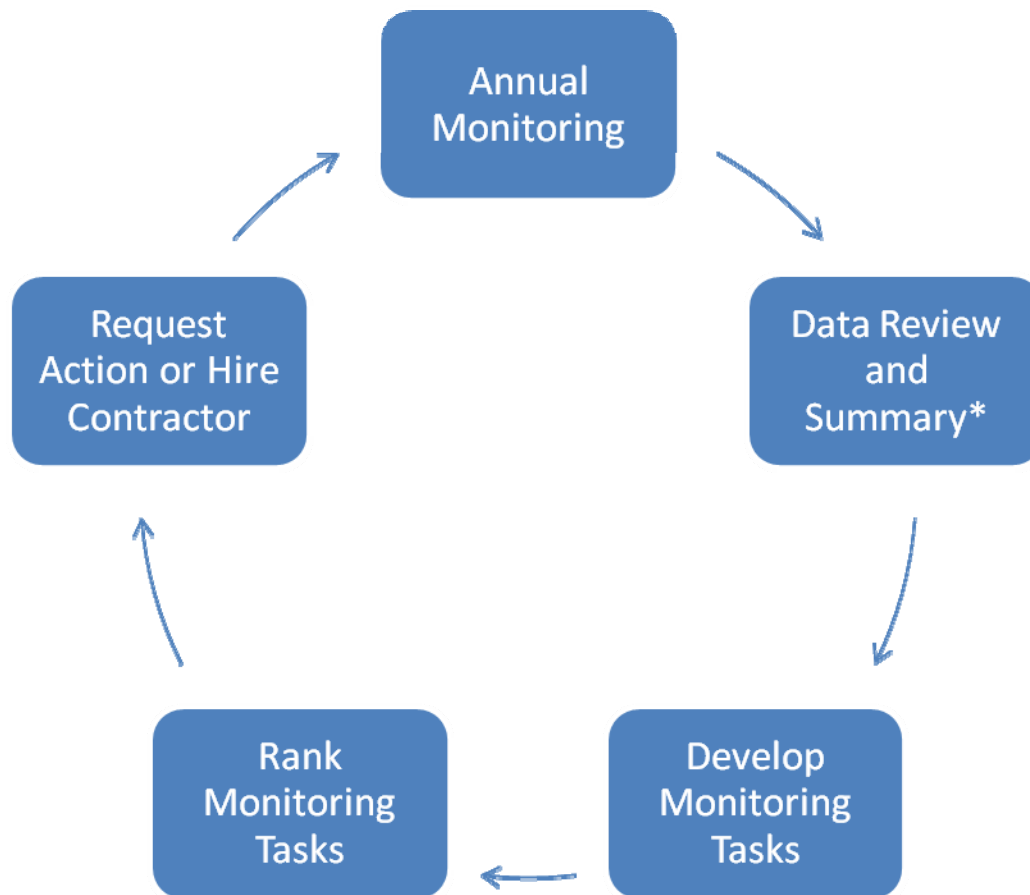 Annual
Monitoring
Data Review
and
Summary*
Develop
Monitoring
Tasks
Rank
Monitoring
Tasks
Request
Action or Hire
Contractor